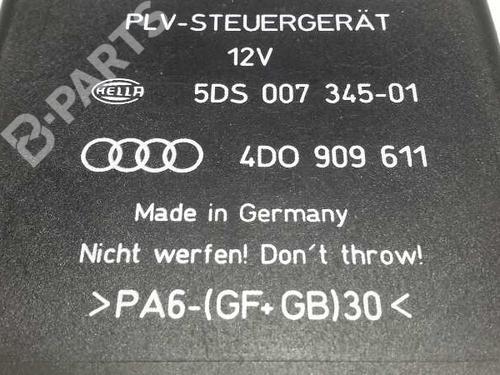 PLV-STEUERGERÄT
12V
HELLA 5DS 007 345-01
4D0 909 611
Made in Germany
Nicht werfen! Don´t throw!
>PA6-(GF+GB)30<
B-PARTS